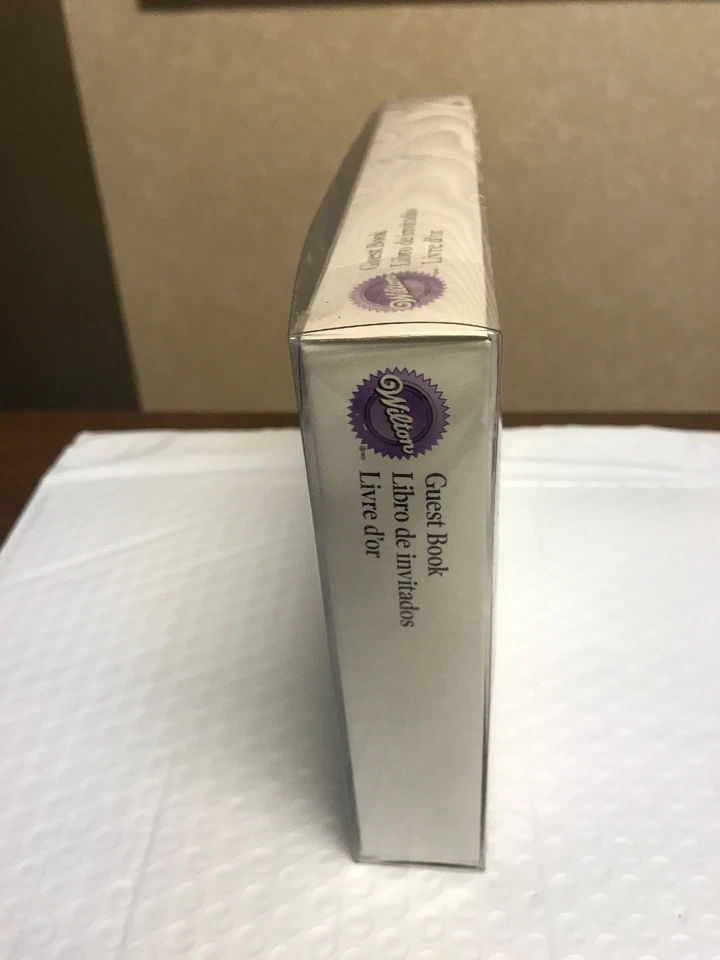 Guest Book
Libro de invitados
Livre d'or
Wilton
Wilton
Guest Book
Libro de invitados
Livre d'or